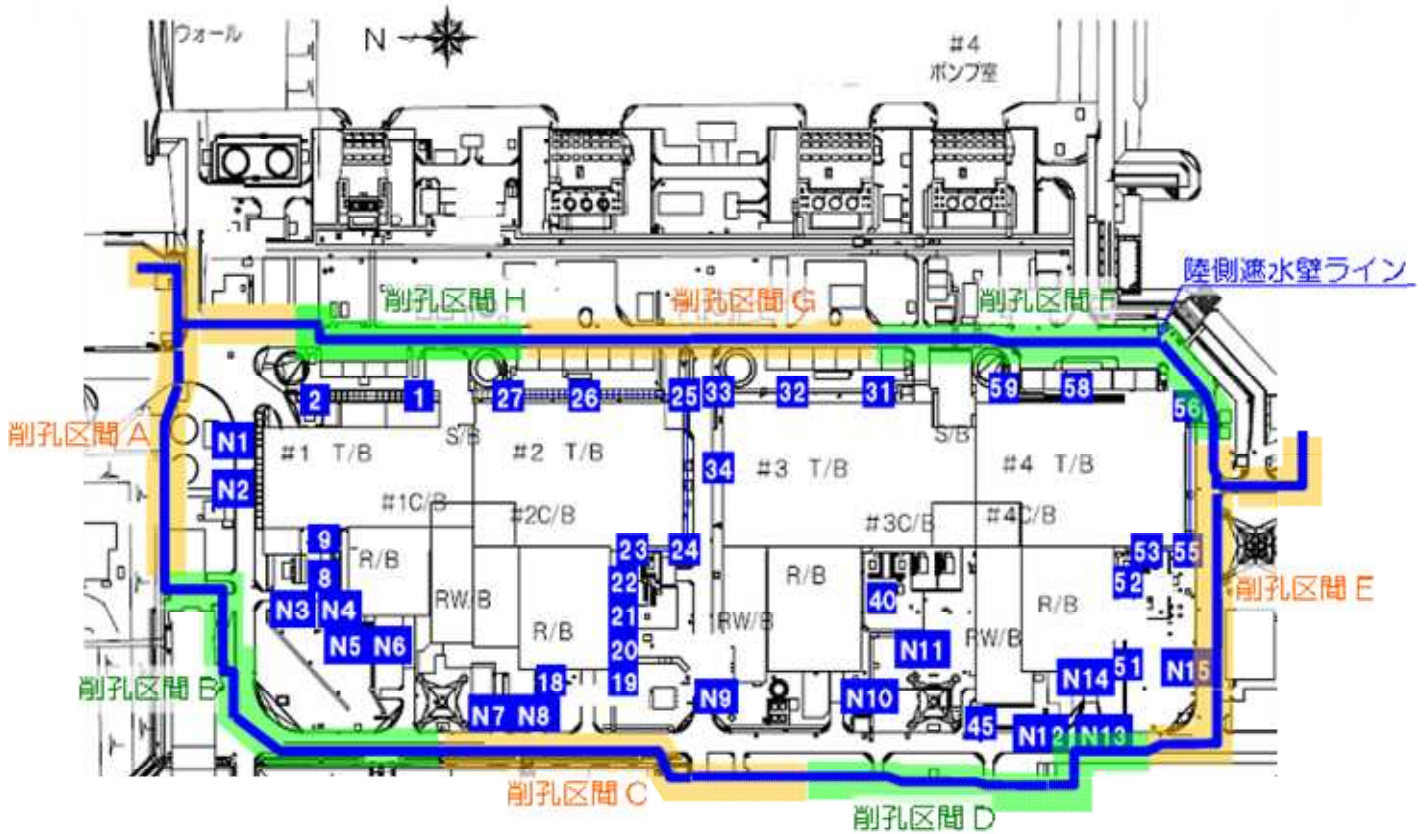 ウォール
N
#4
ポンプ室
陸側遮水壁ライン
削孔区間 H
削孔区間 G
削孔区間 F
2
1
27
26
25
33
32
31
59
58
56
削孔区間 A
N1
N2
#1 T/B
S/B
#2 T/B
34
#3 T/B
S/B
#4 T/B
#1C/B
#2C/B
#3C/B
#4C/B
9
8
R/B
23
24
22
21
20
19
R/B
40
53
55
52
削孔区間 E
N3
N4
N5
N6
RW/B
R/B
RW/B
N11
RW/B
R/B
51
N15
削孔区間 B
18
N7
N8
N9
N10
N14
45
N12
N13
削孔区間 C
削孔区間 D